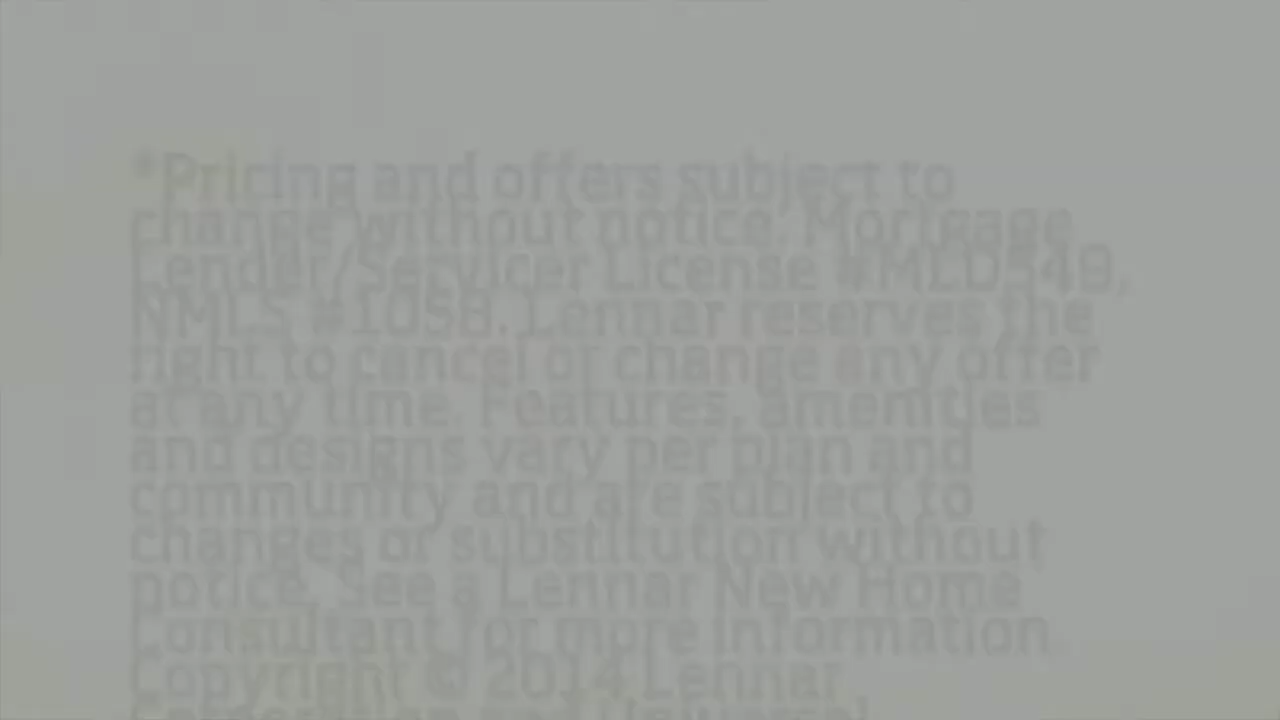 *Pricing and offers subject to
change without notice. Mortgage
Lender/Servicer License #MLD549,
NMLS #1058. Lennar reserves the
right to cancel or change any offer
at any time. Features, amenities
and designs vary per plan and
community and are subject to
changes or substitution without
notice. See a Lennar New Home
Consultant for more information
Copyright © 2014 Lennar